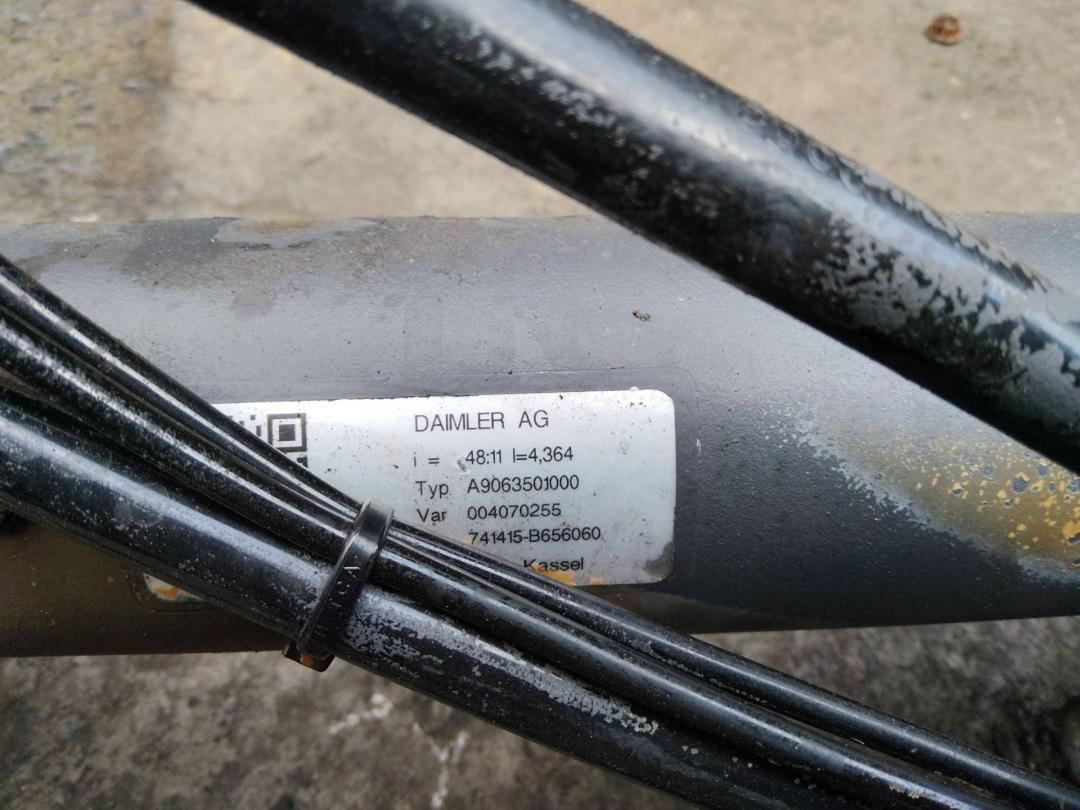 DAIMLER AG
i = 48:11 I=4,364
Typ A9063501000
Var 004070255
741415-B656060
Kassel